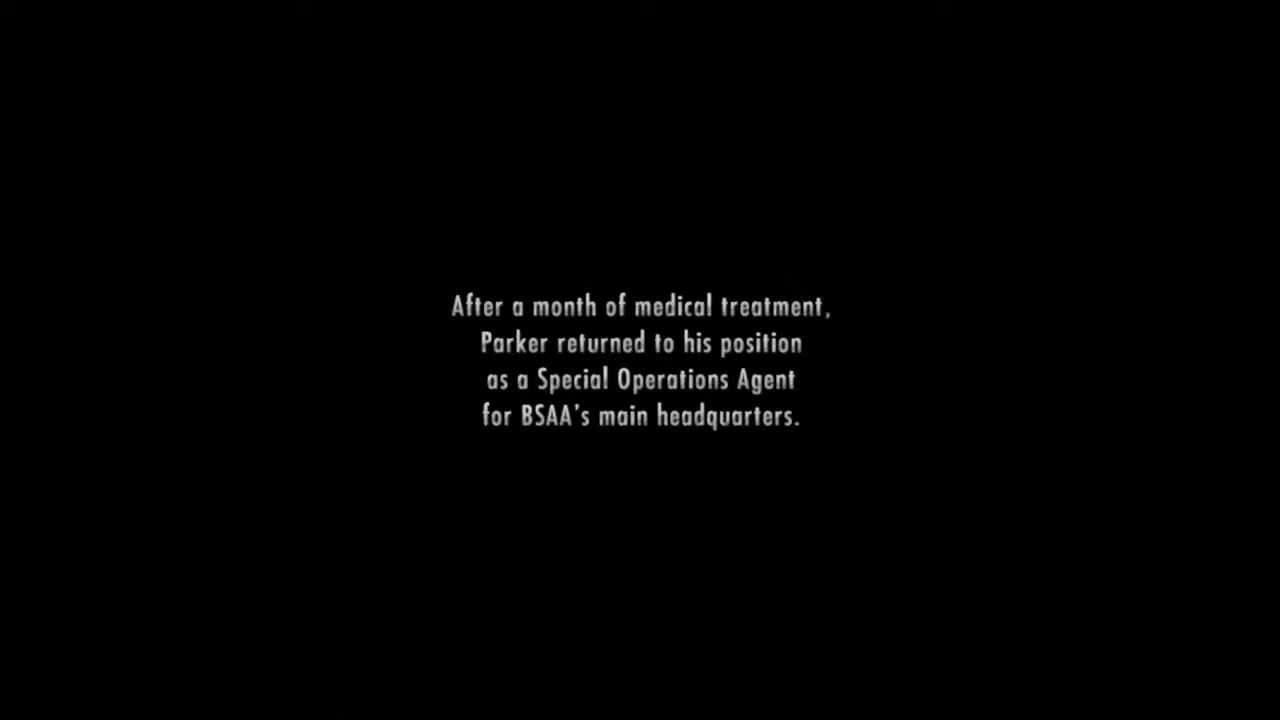 After a month of medical treatment,
Parker returned to his position
as a Special Operations Agent
for BSAA's main headquarters.